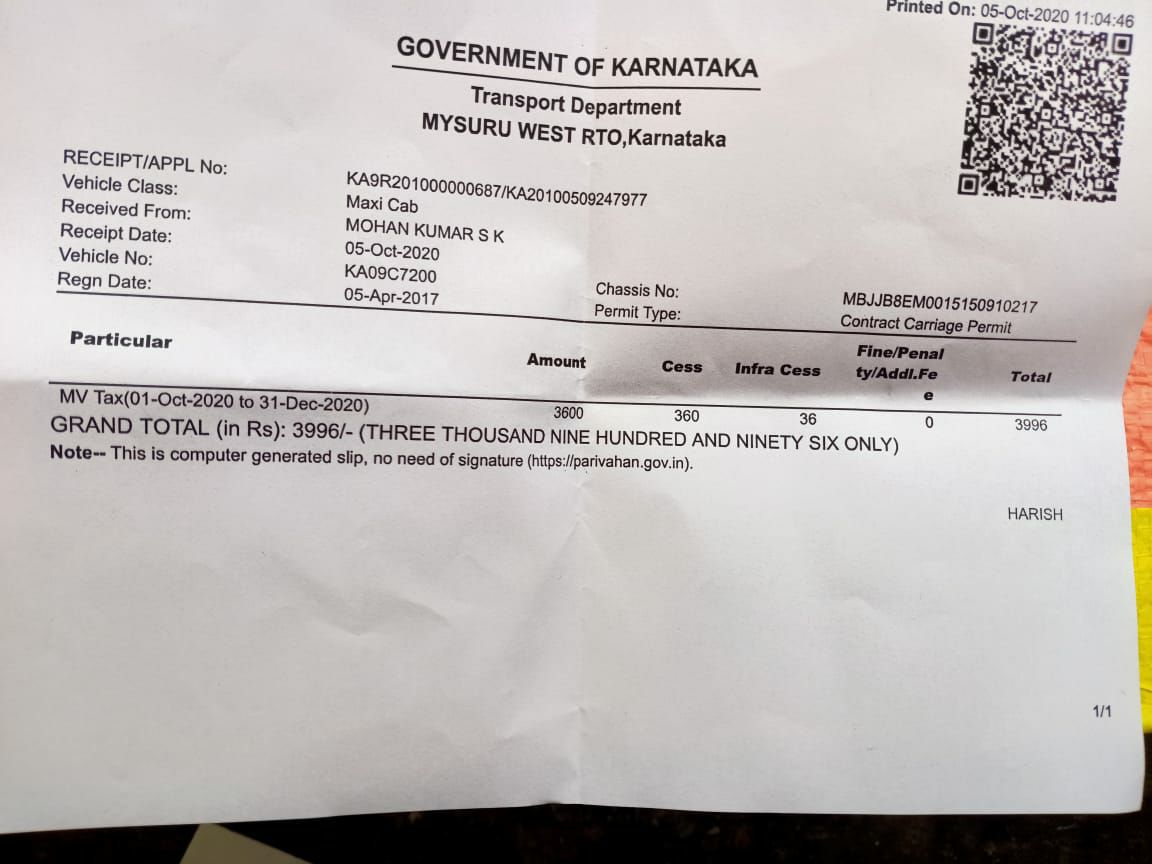 Printed On: 05-Oct-2020 11:04:46
GOVERNMENT OF KARNATAKA
Transport Department
MYSURU WEST RTO,Karnataka
RECEIPT/APPL No: KA9R201000000687/KA20100509247977
Vehicle Class: Maxi Cab
Received From: MOHAN KUMAR S K
Receipt Date: 05-Oct-2020
Vehicle No: KA09C7200 Chassis No: MBJJB8EM0015150910217
Regn Date: 05-Apr-2017 Permit Type: Contract Carriage Permit
Particular Amount Cess Infra Cess Fine/Penal
ty/Addl.Fe
e Total
MV Tax(01-Oct-2020 to 31-Dec-2020) 3600 360 36 0 3996
GRAND TOTAL (in Rs): 3996/- (THREE THOUSAND NINE HUNDRED AND NINETY SIX ONLY)
Note-- This is computer generated slip, no need of signature (https://parivahan.gov.in).
HARISH
1/1